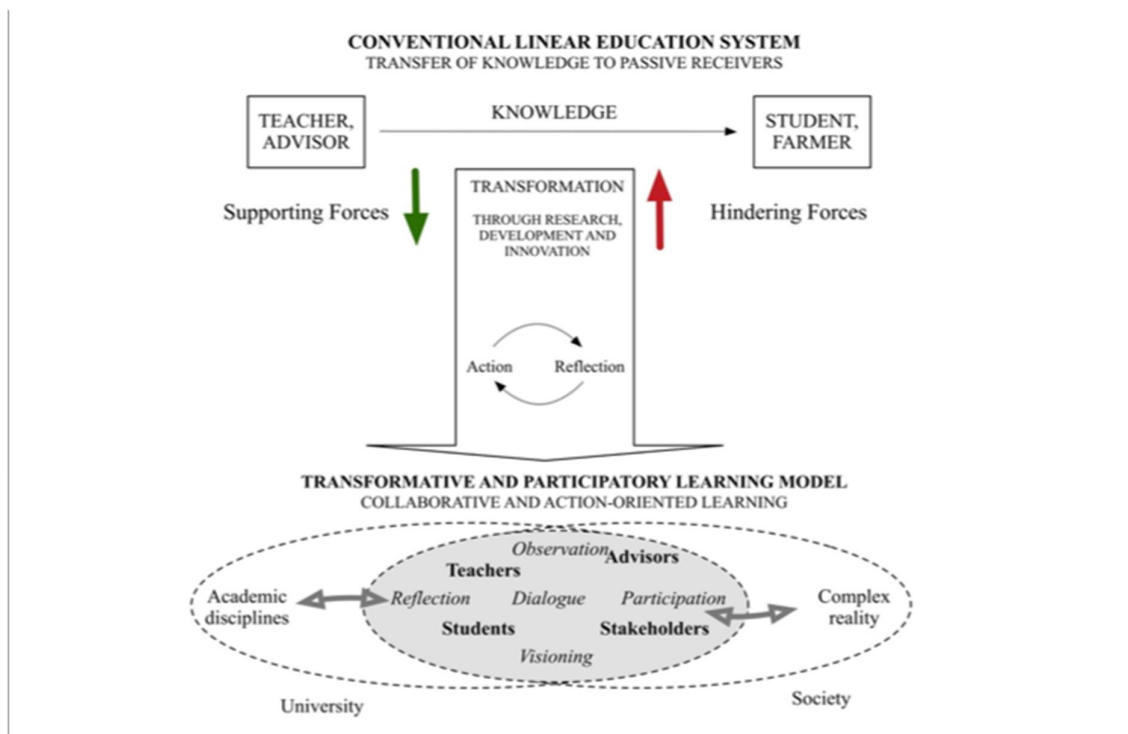 CONVENTIONAL LINEAR EDUCATION SYSTEM
TRANSFER OF KNOWLEDGE TO PASSIVE RECEIVERS
TEACHER,
ADVISOR
KNOWLEDGE
STUDENT,
FARMER
Supporting Forces
TRANSFORMATION
THROUGH RESEARCH,
DEVELOPMENT AND
INNOVATION
Hindering Forces
Action
Reflection
TRANSFORMATIVE AND PARTICIPATORY LEARNING MODEL
COLLABORATIVE AND ACTION-ORIENTED LEARNING
Observation
Advisors
Teachers
Academic
disciplines
Reflection
Dialogue
Participation
Complex
reality
Students
Stakeholders
Visioning
University
Society